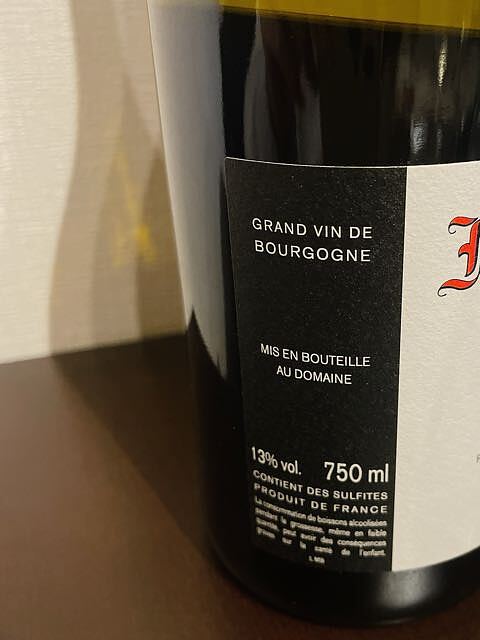 GRAND VIN DE
BOURGOGNE
MIS EN BOUTEILLE
AU DOMAINE
13% vol. 750 ml
CONTIENT DES SULFITES
PRODUIT DE FRANCE
La consommation de boissons alcoolisées
pendant la grossesse, même en faible
quantité, peut avoir des conséquences
graves sur la santé de l'enfant.